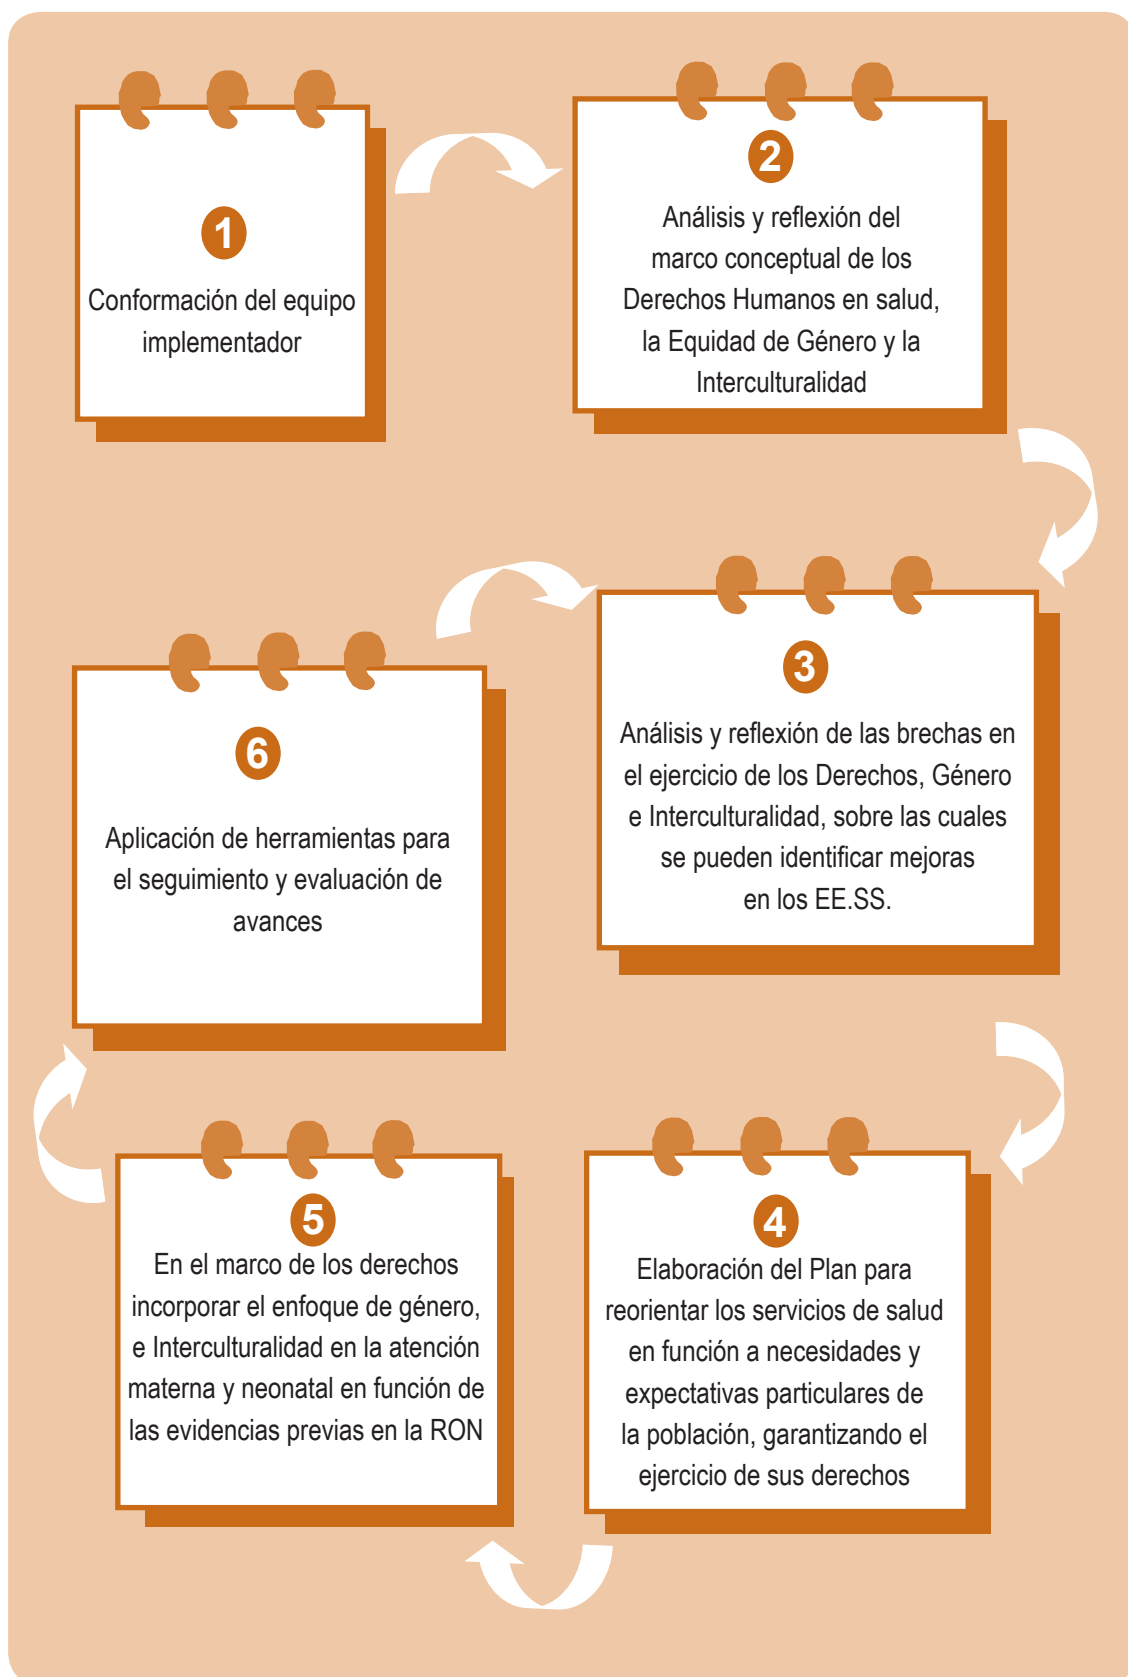 1
Conformación del equipo
implementador
2
Análisis y reflexión del
marco conceptual de los
Derechos Humanos en salud,
la Equidad de Género y la
Interculturalidad
3
Análisis y reflexión de las brechas en
el ejercicio de los Derechos, Género
e Interculturalidad, sobre las cuales
se pueden identificar mejoras
en los EE.SS.
4
Elaboración del Plan para
reorientar los servicios de salud
en función a necesidades y
expectativas particulares de
la población, garantizando el
ejercicio de sus derechos
5
En el marco de los derechos
incorporar el enfoque de género,
e Interculturalidad en la atención
materna y neonatal en función de
las evidencias previas en la RON
6
Aplicación de herramientas para
el seguimiento y evaluación de
avances